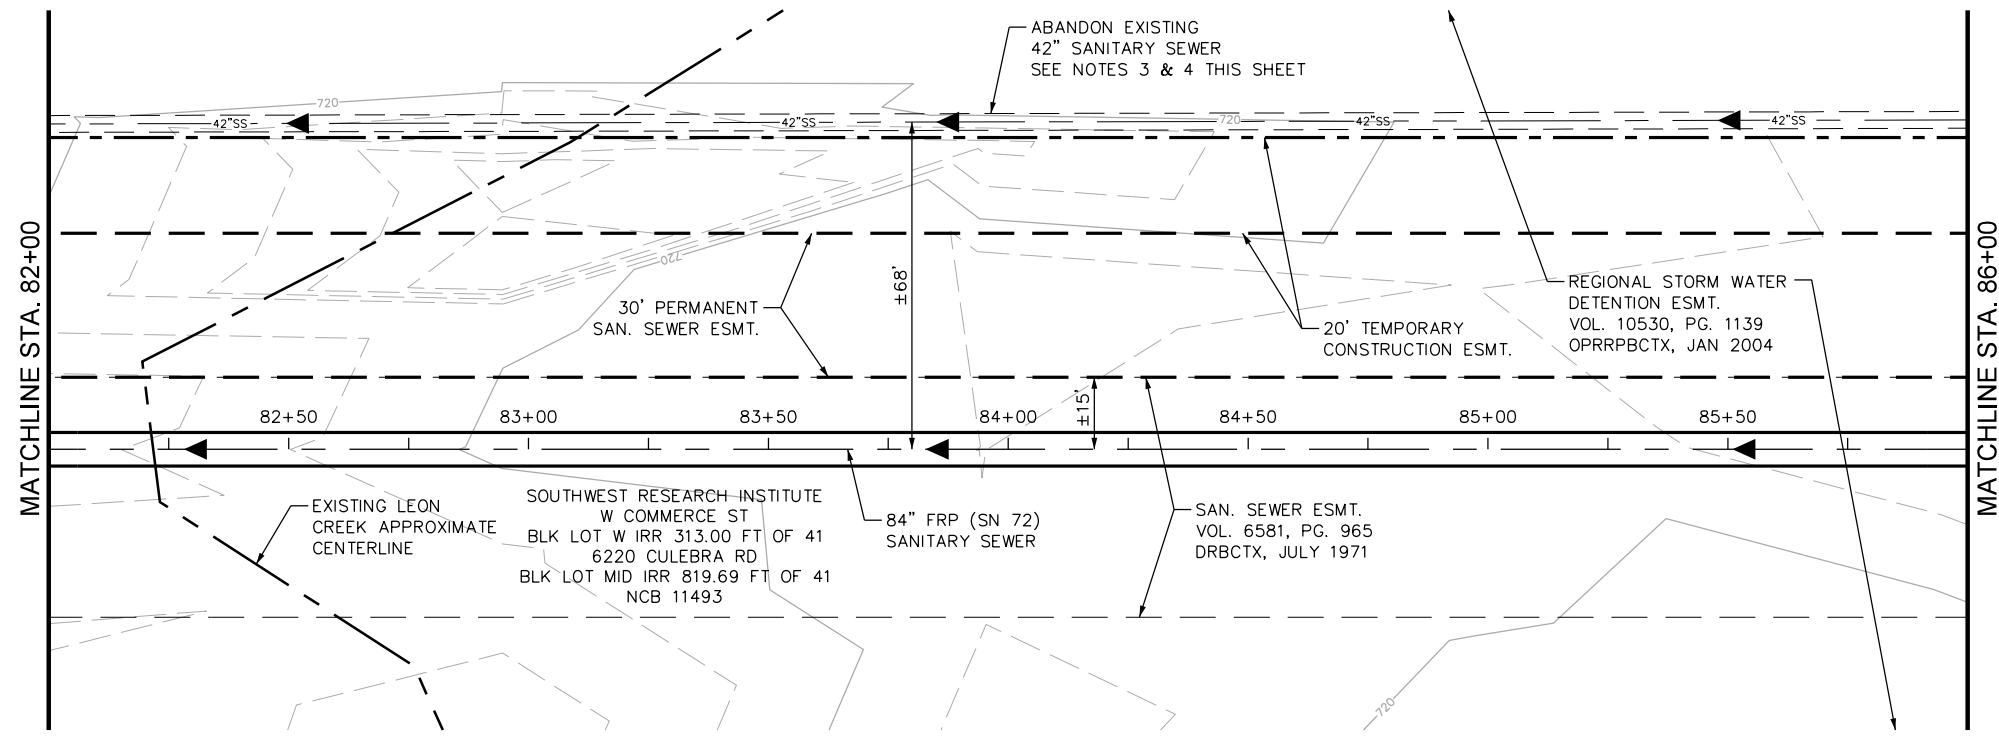 ABANDON EXISTING
42" SANITARY SEWER
SEE NOTES 3 & 4 THIS SHEET
720
42"SS
42"SS
720
42"SS
42"SS
MATCHLINE STA. 82+00
MATCHLINE STA. 86+00
720
±68'
30' PERMANENT
SAN. SEWER ESMT.
20' TEMPORARY
CONSTRUCTION ESMT.
REGIONAL STORM WATER
DETENTION ESMT.
VOL. 10530, PG. 1139
OPRRPBCTX, JAN 2004
±15'
82+50
83+00
83+50
84+00
84+50
85+00
85+50
EXISTING LEON
CREEK APPROXIMATE
CENTERLINE
SOUTHWEST RESEARCH INSTITUTE
W COMMERCE ST
BLK LOT W IRR 313.00 FT OF 41
6220 CULEBRA RD
BLK LOT MID IRR 819.69 FT OF 41
NCB 11493
84" FRP (SN 72)
SANITARY SEWER
SAN. SEWER ESMT.
VOL. 6581, PG. 965
DRBCTX, JULY 1971
720